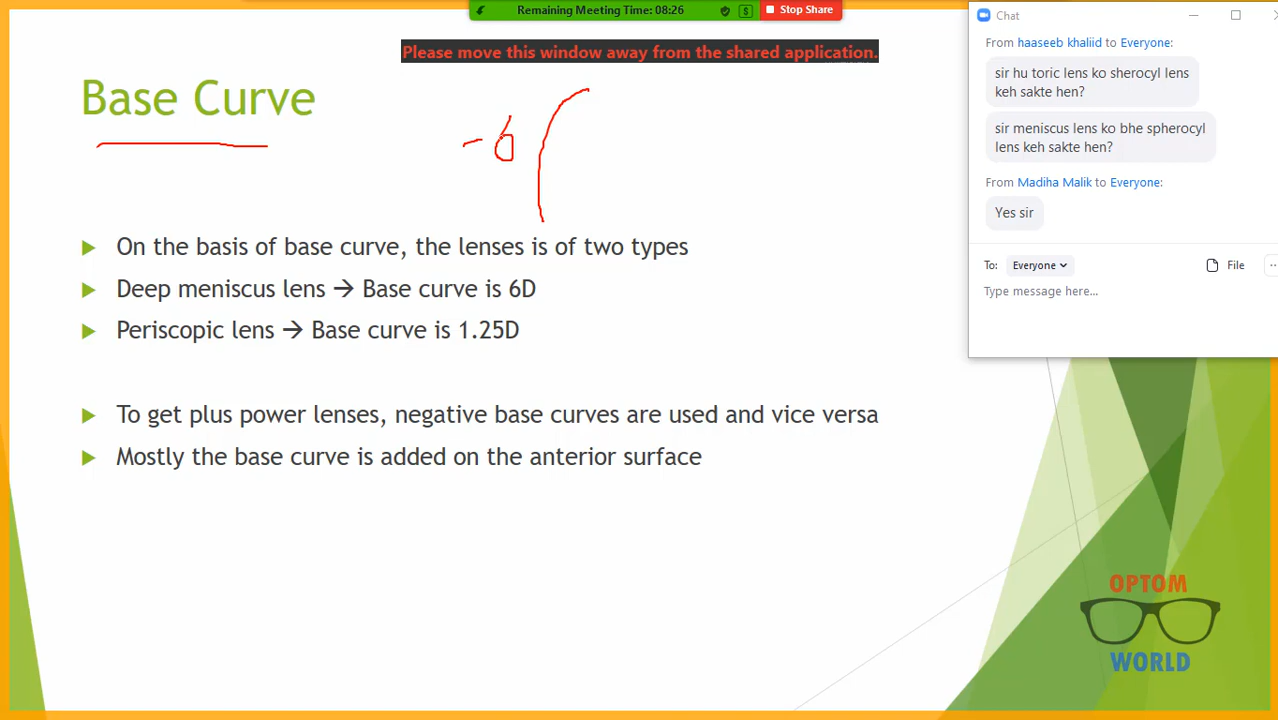 Remaining Meeting Time: 08:26
Stop Share
Please move this window away from the shared application.
Base Curve
-6
On the basis of base curve, the lenses is of two types
Deep meniscus lens → Base curve is 6D
Periscopic lens → Base curve is 1.25D
To get plus power lenses, negative base curves are used and vice versa
Mostly the base curve is added on the anterior surface
Chat
From haaseeb khaliid to Everyone:
sir hu toric lens ko sherocyl lens
keh sakte hen?
sir meniscus lens ko bhe spherocyl
lens keh sakte hen?
From Madiha Malik to Everyone:
Yes sir
To: Everyone
File
Type message here...
OPTOM
WORLD